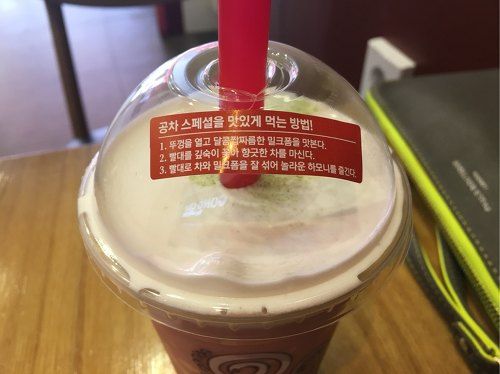 공차 스페셜을 맛있게 먹는 방법!
1. 뚜껑을 열고 달콤짭짜름한 밀크폼을 맛본다.
2. 빨대를 깊숙이 꽂아 향긋한 차를 마신다.
3. 빨대로 차와 밀크폼을 잘 섞어 놀라운 하모니를 즐긴다.